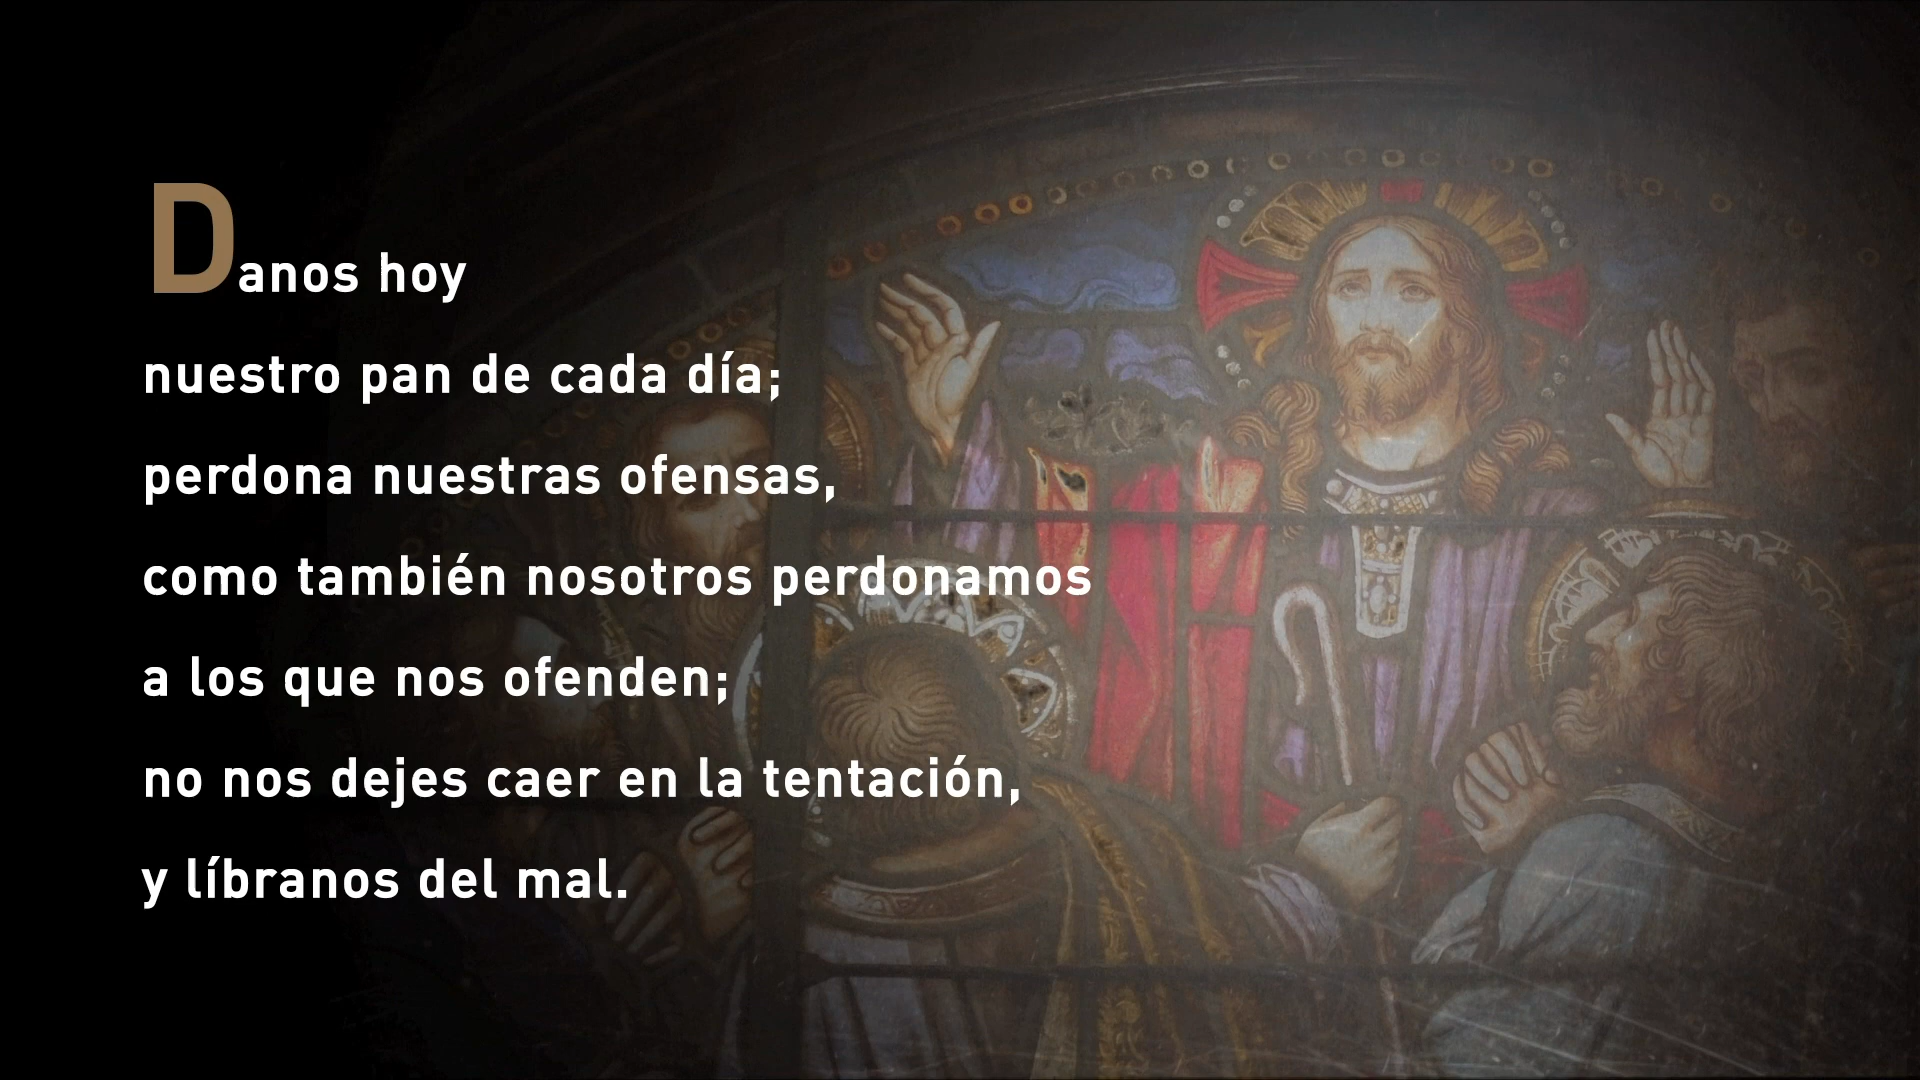 Danos hoy
nuestro pan de cada día;
perdona nuestras ofensas,
como también nosotros perdonamos
a los que nos ofenden;
no nos dejes caer en la tentación,
y líbranos del mal.